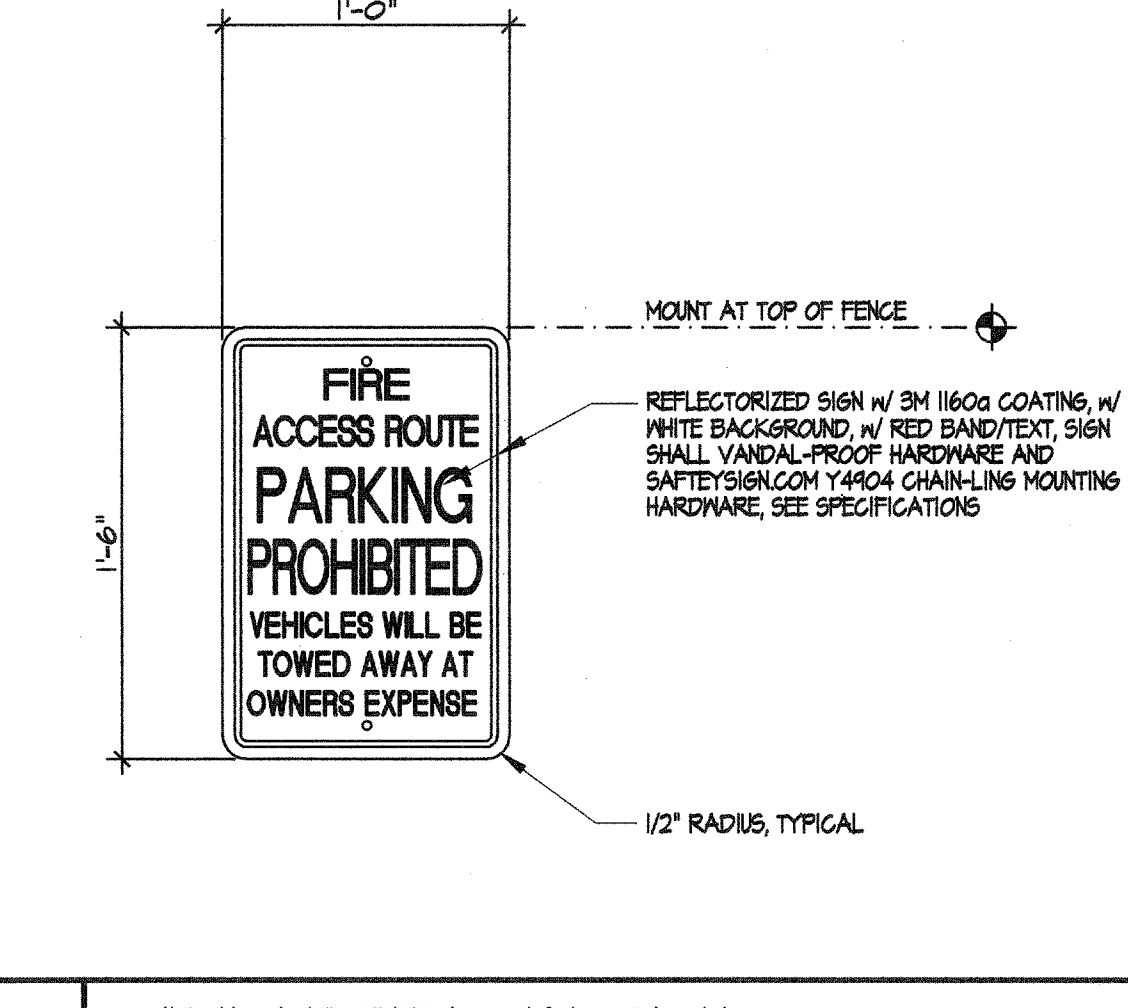 1'-0"
MOUNT AT TOP OF FENCE
REFLECTORIZED SIGN W/ 3M 1160a COATING, W/
WHITE BACKGROUND, W/ RED BAND/TEXT, SIGN
SHALL VANDAL-PROOF HARDWARE AND
SAFTEYSIGN.COM Y4904 CHAIN-LING MOUNTING
HARDWARE, SEE SPECIFICATIONS
FIRE
ACCESS ROUTE
PARKING
PROHIBITED
VEHICLES WILL BE
TOWED AWAY AT
OWNERS EXPENSE
1'-6"
1/2" RADIUS, TYPICAL